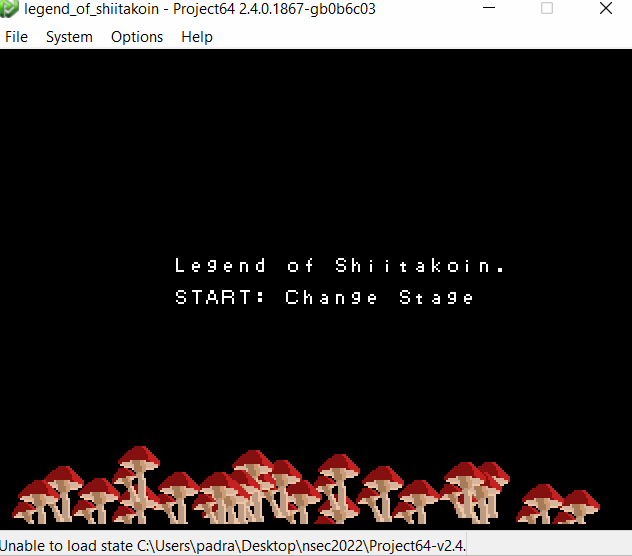 legend_of_shiitakoin - Project64 2.4.0.1867-gb0b6c03
File System Options Help
Legend of Shiitakoin.
START: Change Stage
Unable to load state C:\Users\padra\Desktop\nsec2022\Project64-v2.4.